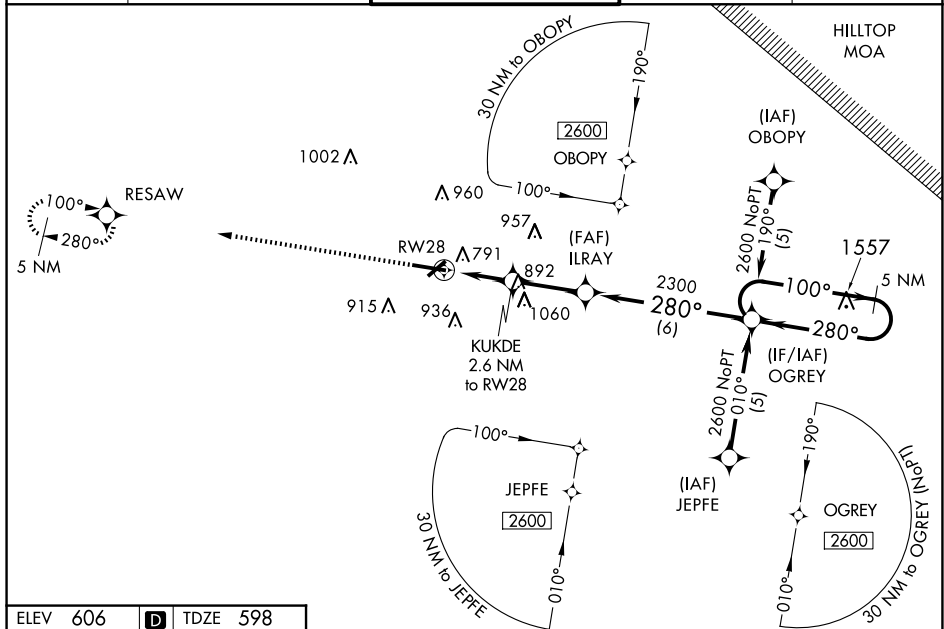 HILLTOP
MOA
30 NM to OBOPY
190°
2600
OBOPY
100°
(IAF)
OBOPY
1002
960
957
RESAW
100°
280°
5 NM
RW28
791
(FAF)
ILRAY
892
1060
915
936
KUKDE
2.6 NM
to RW28
2300
280°
(6)
2600 NoPT
190°
(5)
1557
5 NM
100°
280°
(IF/IAF)
OGREY
2600 NoPT
010°
(5)
(IAF)
JEPFE
100°
JEPFE
2600
010°
30 NM to JEPFE
190°
OGREY
2600
010°
30 NM to OGREY (NoPT)
ELEV 606 D TDZE 598